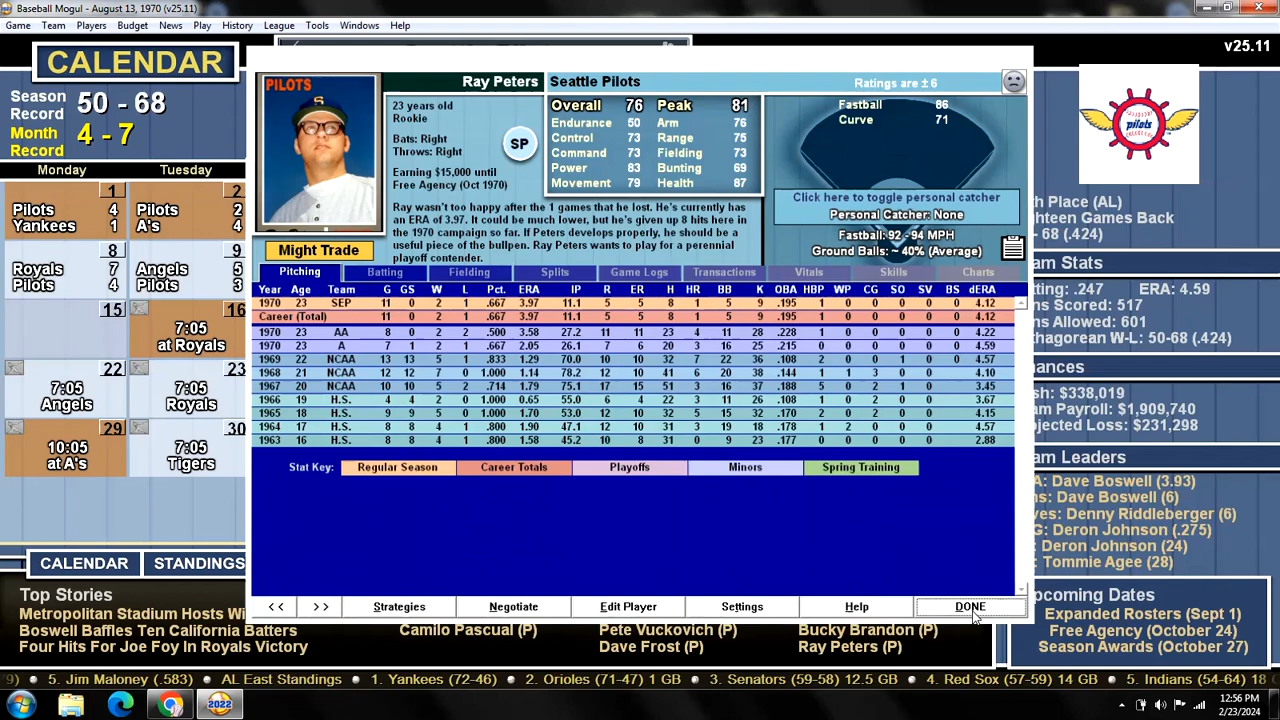 Baseball Mogul - August 13, 1970 (v25.11)
Game Team Players Budget News Play History League Tools Windows Help
CALENDAR
v25.11
Season Record 50 - 68
Month Record 4 - 7
Monday Tuesday
1 2
Pilots 4 Pilots 2
Yankees 1 A's 4
8 9
Royals 7 Angels 5
Pilots 4 Pilots 3
15 16
7:05 at Royals
22 23
7:05 Angels 7:05 Royals
29 30
10:05 at A's 7:05 Tigers
CALENDAR STANDINGS
PILOTS
Ray Peters
Seattle Pilots
Ratings are ± 6
23 years old
Rookie
Bats: Right
Throws: Right
Earning $15,000 until
Free Agency (Oct 1970)
SP
Overall 76 Peak 81
Endurance 50 Arm 76
Control 73 Range 75
Command 73 Fielding 73
Power 83 Bunting 69
Movement 79 Health 87
Fastball 86
Curve 71
Click here to toggle personal catcher
Personal Catcher: None
Fastball: 92 - 94 MPH
Ground Balls: ~ 40% (Average)
Ray wasn't too happy after the 1 games that he lost. He's currently has
an ERA of 3.97. It could be much lower, but he's given up 8 hits here in
the 1970 campaign so far. If Peters develops properly, he should be a
useful piece of the bullpen. Ray Peters wants to play for a perennial
playoff contender.
Might Trade
Pitching Batting Fielding Splits Game Logs Transactions Vitals Skills Charts
Year Age Team G GS W L Pct. ERA IP R ER H HR BB K OBA HBP WP CG SO SV BS dERA
1970 23 SEP 11 0 2 1 .667 3.97 11.1 5 5 8 1 5 9 .195 1 0 0 0 0 0 4.12
Career (Total) 11 0 2 1 .667 3.97 11.1 5 5 8 1 5 9 .195 1 0 0 0 0 0 4.12
1970 23 AA 8 0 2 2 .500 3.58 27.2 11 11 23 4 11 28 .228 1 0 0 0 0 0 4.22
1970 23 A 7 1 2 1 .667 2.05 26.1 7 6 20 3 16 25 .215 1 0 0 0 0 0 4.59
1969 22 NCAA 13 13 5 1 .833 1.29 70.0 10 10 32 7 22 36 .108 2 0 0 1 0 0 4.57
1968 21 NCAA 12 12 7 0 1.000 1.14 78.2 12 10 41 6 20 38 .144 1 1 3 0 0 0 4.10
1967 20 NCAA 10 10 5 2 .714 1.79 75.1 17 15 51 3 16 37 .188 5 0 2 1 0 0 3.45
1966 19 H.S. 4 4 2 0 1.000 0.65 55.0 6 4 22 3 11 26 .108 1 0 2 0 0 0 3.67
1965 18 H.S. 9 9 5 0 1.000 1.70 53.0 10 10 31 5 15 32 .170 2 0 2 0 0 0 4.15
1964 17 H.S. 8 8 4 1 .800 1.90 47.1 12 10 31 3 19 18 .178 1 2 0 0 0 0 4.57
1963 16 H.S. 8 8 4 1 .800 1.58 45.2 10 8 31 0 9 23 .177 0 0 0 0 0 0 2.88
Stat Key: Regular Season Career Totals Playoffs Minors Spring Training
<< >> Strategies Negotiate Edit Player Settings Help DONE
pilots
th Place (AL)
hteen Games Back
- 68 (.424)
am Stats
ting: .247 ERA: 4.59
ns Scored: 517
ns Allowed: 601
thagorean W-L: 50-68 (.424)
nances
sh: $338,019
am Payroll: $1,909,740
ojected Loss: $231,298
am Leaders
A: Dave Boswell (3.93)
ns: Dave Boswell (6)
ves: Denny Riddleberger (6)
G: Deron Johnson (.275)
: Deron Johnson (24)
Tommie Agee (28)
Top Stories
Metropolitan Stadium Hosts Wi
Boswell Baffles Ten California Batters
Four Hits For Joe Foy In Royals Victory
Camilo Pascual (P) Pete Vuckovich (P) Bucky Brandon (P)
Dave Frost (P) Ray Peters (P)
pcoming Dates
Expanded Rosters (Sept 1)
Free Agency (October 24)
Season Awards (October 27)
9) • 5. Jim Maloney (.583) • AL East Standings • 1. Yankees (72-46) • 2. Orioles (71-47) 1 GB • 3. Senators (59-58) 12.5 GB • 4. Red Sox (57-59) 14 GB • 5. Indians (54-64) 18 G
2022
12:56 PM
2/23/2024